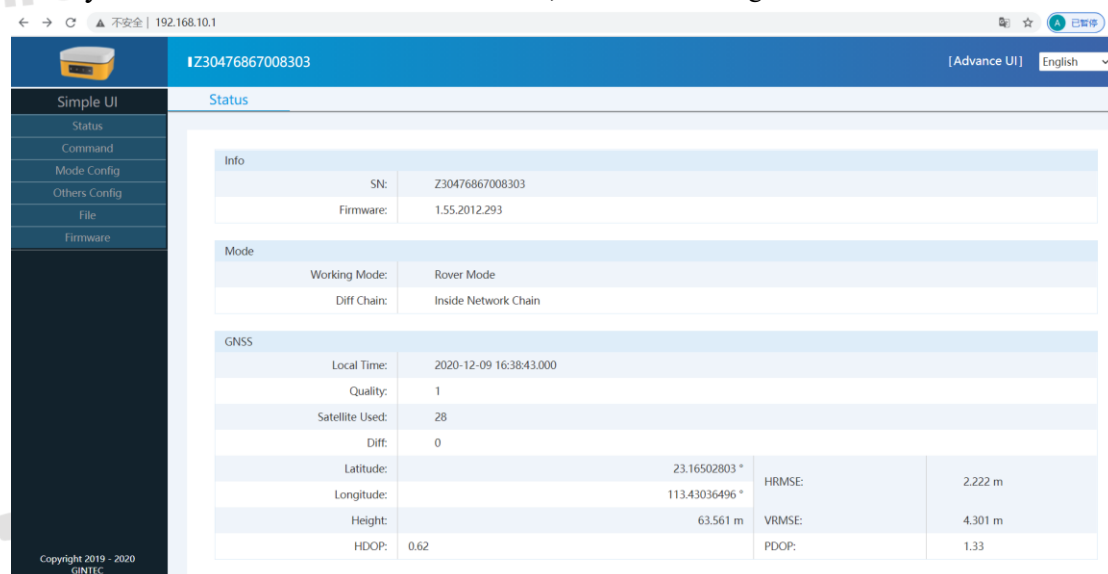 不安全 | 192.168.10.1
A 已暂停
Z30476867008303
[Advance UI] English
Simple UI
Status
Command
Mode Config
Others Config
File
Firmware
Copyright 2019 - 2020
GINTEC
Status
Info
SN: Z30476867008303
Firmware: 1.55.2012.293
Mode
Working Mode: Rover Mode
Diff Chain: Inside Network Chain
GNSS
Local Time: 2020-12-09 16:38:43.000
Quality: 1
Satellite Used: 28
Diff: 0
Latitude: 23.16502803 °
Longitude: 113.43036496 °
HRMSE: 2.222 m
Height: 63.561 m VRMSE: 4.301 m
HDOP: 0.62 PDOP: 1.33